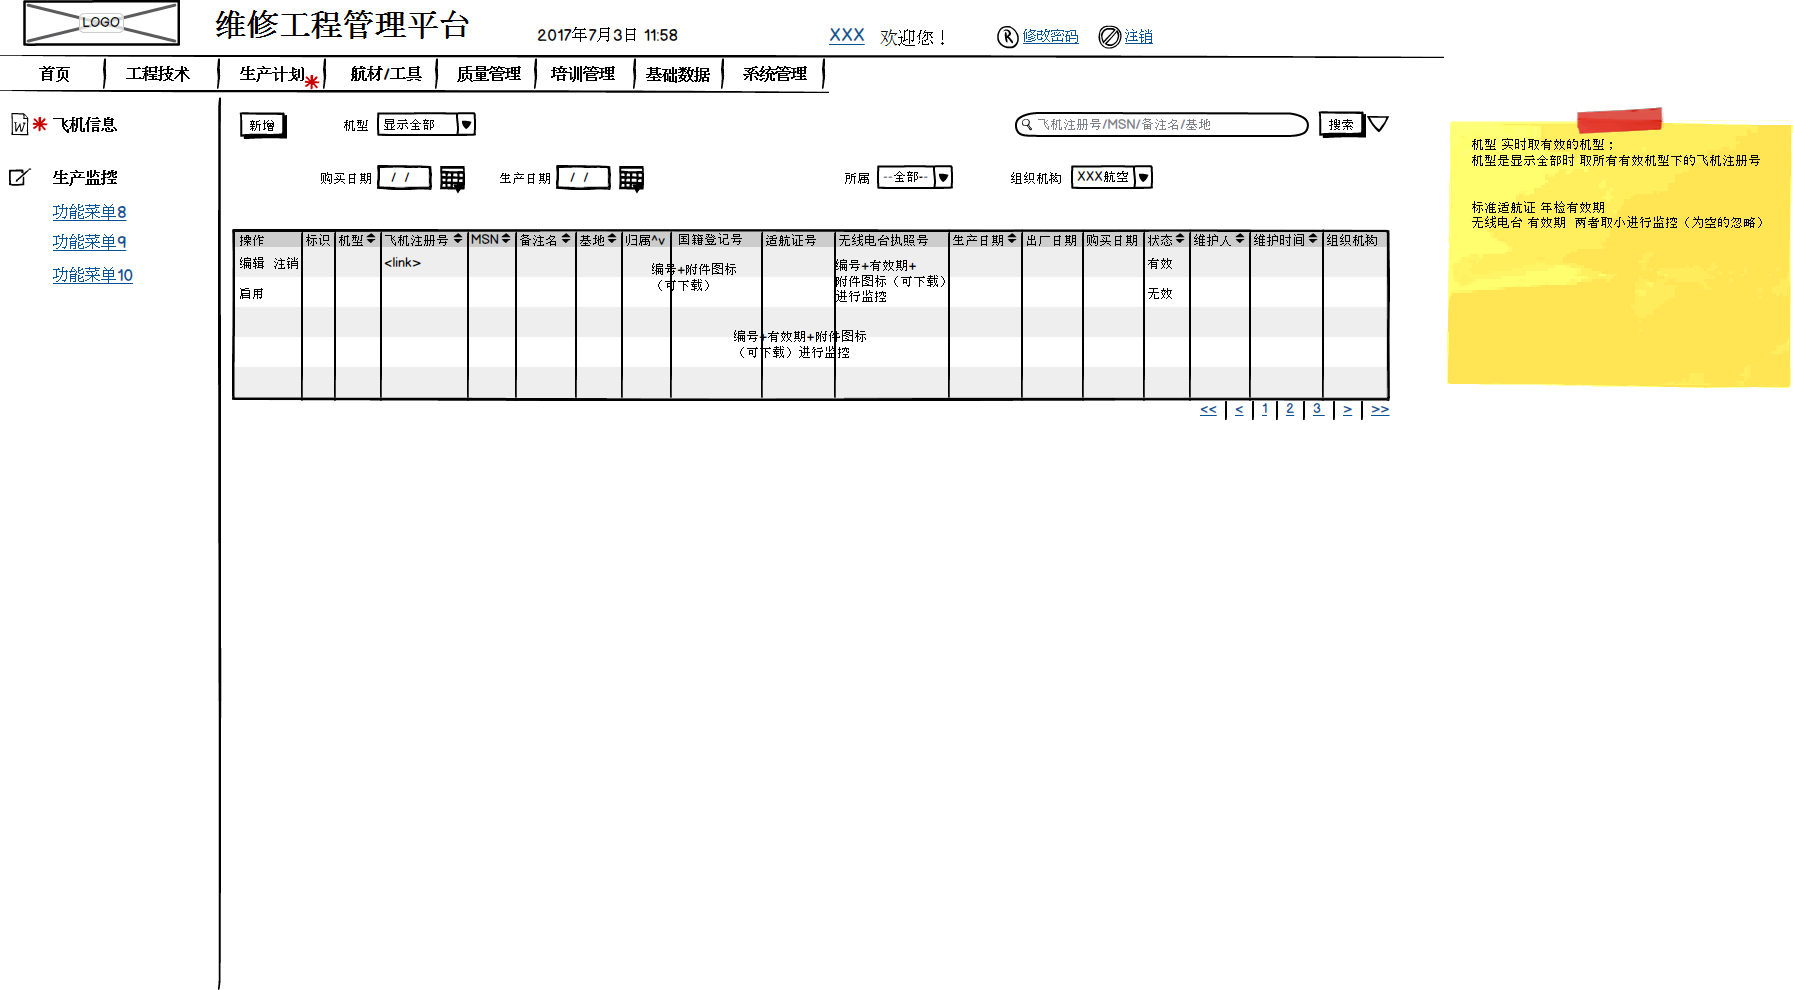 LOGO
维修工程管理平台
2017年7月3日 11:58
XXX 欢迎您！
修改密码
注销
首页 工程技术 生产计划 航材/工具 质量管理 培训管理 基础数据 系统管理
飞机信息
生产监控
功能菜单8
功能菜单9
功能菜单10
新增
机型 显示全部
飞机注册号/MSN/备注名/基地
搜索
购买日期 / /
生产日期 / /
所属 --全部--
组织机构 XXX航空
操作 标识 机型 飞机注册号 MSN 备注名 基地 归属^v 国籍登记号 适航证号 无线电台执照号 生产日期 出厂日期 购买日期 状态 维护人 维护时间 组织机构
编辑 注销
<link>
编号+附件图标
（可下载）
编号+有效期+
附件图标（可下载）
进行监控
有效
启用
无效
编号+有效期+附件图标
（可下载）进行监控
<< < 1 2 3 > >>
机型 实时取有效的机型；
机型是显示全部时 取所有有效机型下的飞机注册号
标准适航证 年检有效期
无线电台 有效期 两者取小进行监控（为空的忽略）